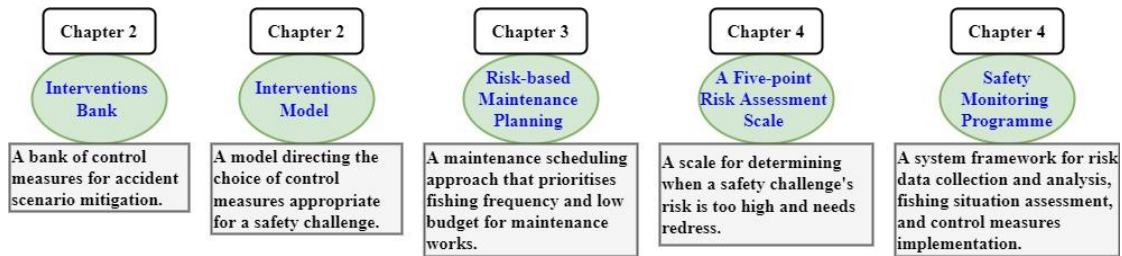 Chapter 2
Interventions
Bank
A bank of control
measures for accident
scenario mitigation.
Chapter 2
Interventions
Model
A model directing the
choice of control
measures appropriate
for a safety challenge.
Chapter 3
Risk-based
Maintenance
Planning
A maintenance scheduling
approach that prioritises
fishing frequency and low
budget for maintenance
works.
Chapter 4
A Five-point
Risk Assessment
Scale
A scale for determining
when a safety challenge's
risk is too high and needs
redress.
Chapter 4
Safety
Monitoring
Programme
A system framework for risk
data collection and analysis,
fishing situation assessment,
and control measures
implementation.